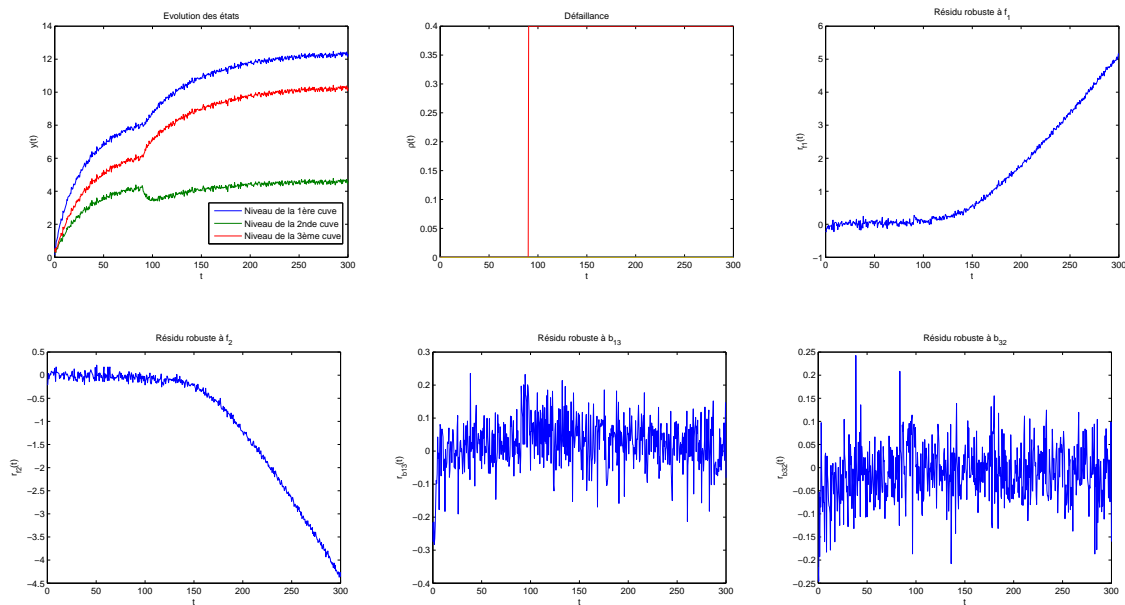 Evolution des états
14
12
10
8
6
4
2
0
0 50 100 150 200 250 300
y(t)
t
Niveau de la 1ère cuve
Niveau de la 2nde cuve
Niveau de la 3ème cuve
Défaillance
0.4
0.35
0.3
0.25
0.2
0.15
0.1
0.05
0
0 50 100 150 200 250 300
ρ(t)
t
Résidu robuste à f1
6
5
4
3
2
1
0
−1
0 50 100 150 200 250 300
rf1(t)
t
Résidu robuste à f2
0.5
0
−0.5
−1
−1.5
−2
−2.5
−3
−3.5
−4
−4.5
0 50 100 150 200 250 300
rf2(t)
t
Résidu robuste à b13
0.3
0.2
0.1
0
−0.1
−0.2
−0.3
−0.4
0 50 100 150 200 250 300
rb13(t)
t
Résidu robuste à b32
0.25
0.2
0.15
0.1
0.05
0
−0.05
−0.1
−0.15
−0.2
−0.25
0 50 100 150 200 250 300
rb32(t)
t